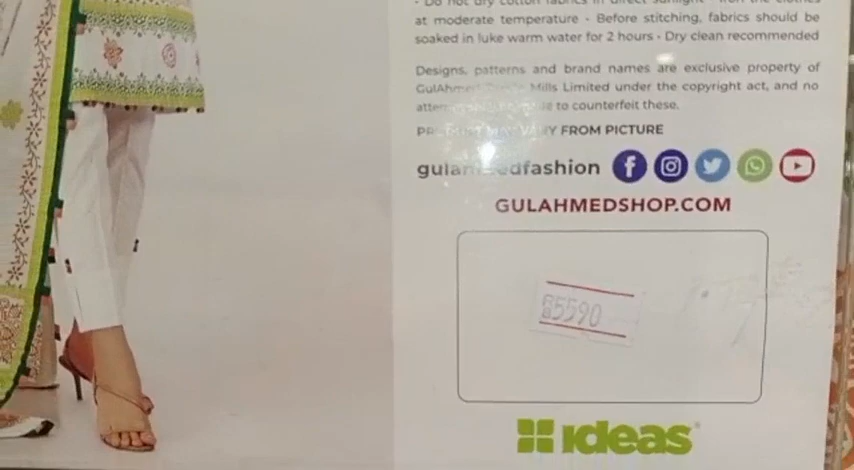 at moderate temperature • Before stitching, fabrics should be
soaked in luke warm water for 2 hours • Dry clean recommended
Designs, patterns and brand names are exclusive property of
Mills Limited under the copyright act, and no
to counterfeit these.
FROM PICTURE
GULAHMEDSHOP.COM
5590
ideas